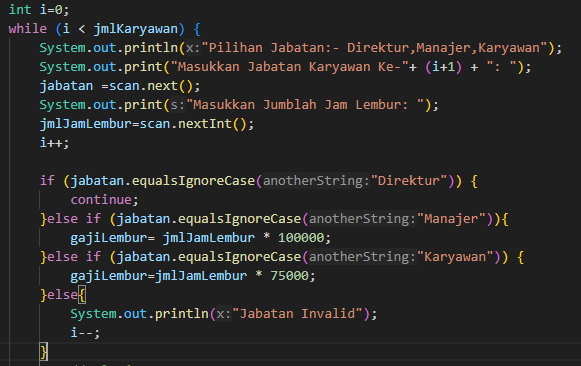 int i=0;
while (i < jmlKaryawan) {
System.out.println(x:"Pilihan Jabatan:- Direktur,Manajer,Karyawan");
System.out.print("Masukkan Jabatan Karyawan Ke-"+ (i+1) + ": ");
jabatan =scan.next();
System.out.print(s:"Masukkan Jumblah Jam Lembur: ");
jmlJamLembur=scan.nextInt();
i++;
if (jabatan.equalsIgnoreCase(anotherString:"Direktur")) {
continue;
}else if (jabatan.equalsIgnoreCase(anotherString:"Manajer")){
gajiLembur= jmlJamLembur * 100000;
}else if (jabatan.equalsIgnoreCase(anotherString:"Karyawan")) {
gajiLembur=jmlJamLembur * 75000;
}else{
System.out.println(x:"Jabatan Invalid");
i--;
}